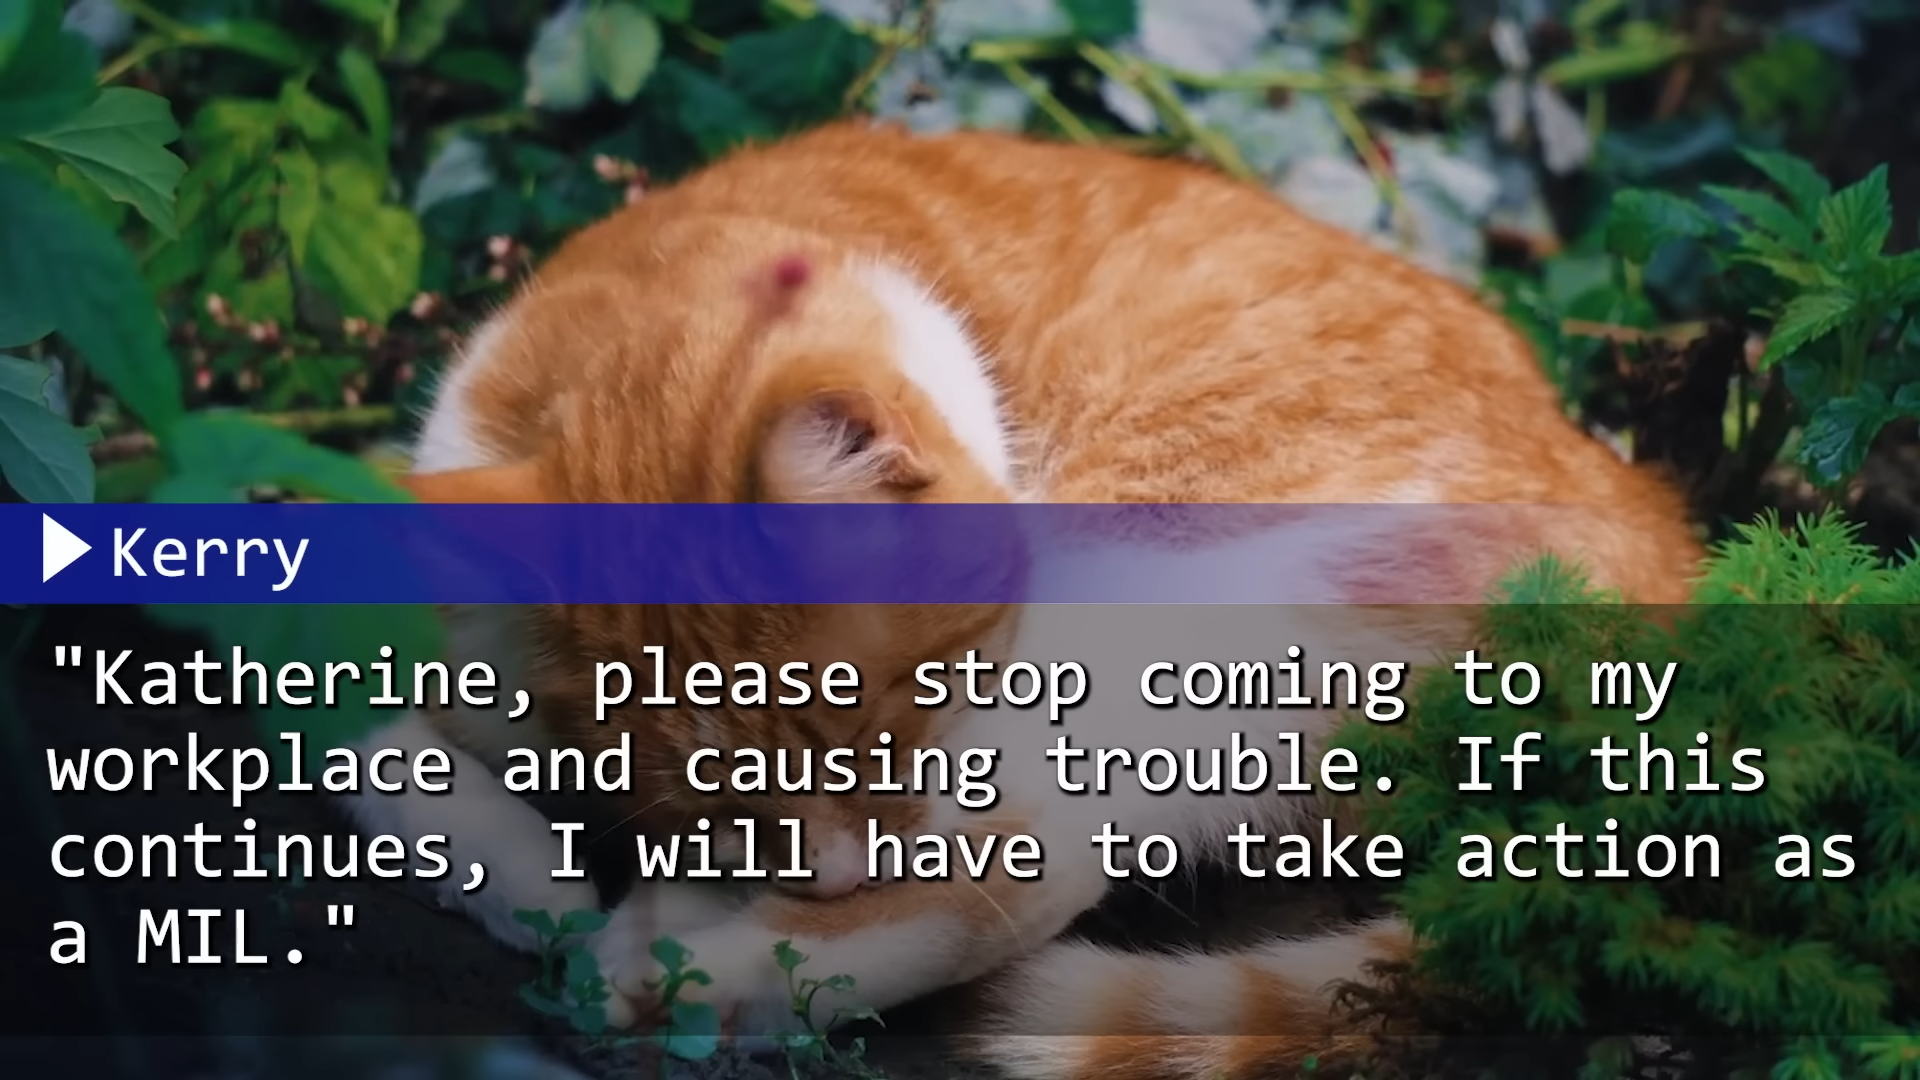 Kerry
"Katherine, please stop coming to my
workplace and causing trouble. If this
continues, I will have to take action as
a MIL."